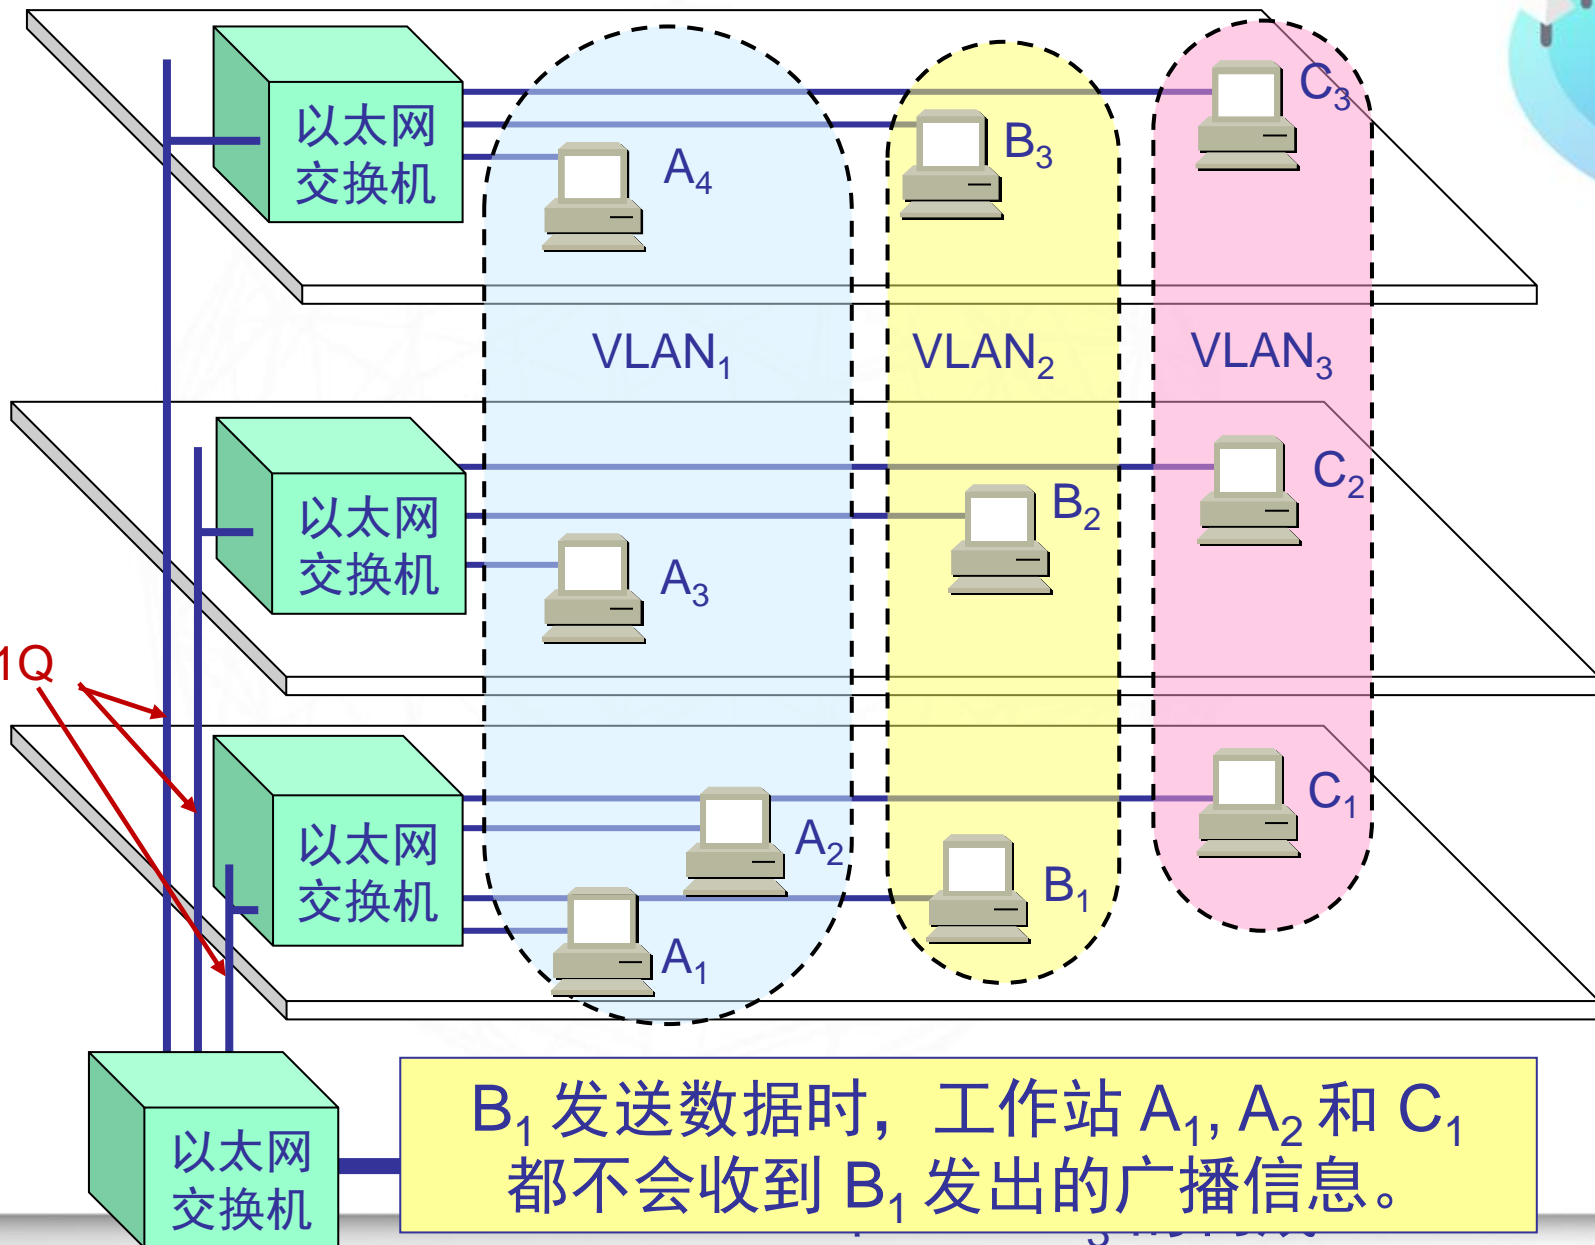 以太网
交换机
A4
B3
C3
VLAN1
VLAN2
VLAN3
以太网
交换机
A3
B2
C2
1Q
以太网
交换机
A2
A1
B1
C1
以太网
交换机
B1 发送数据时，工作站 A1, A2 和 C1
都不会收到 B1 发出的广播信息。